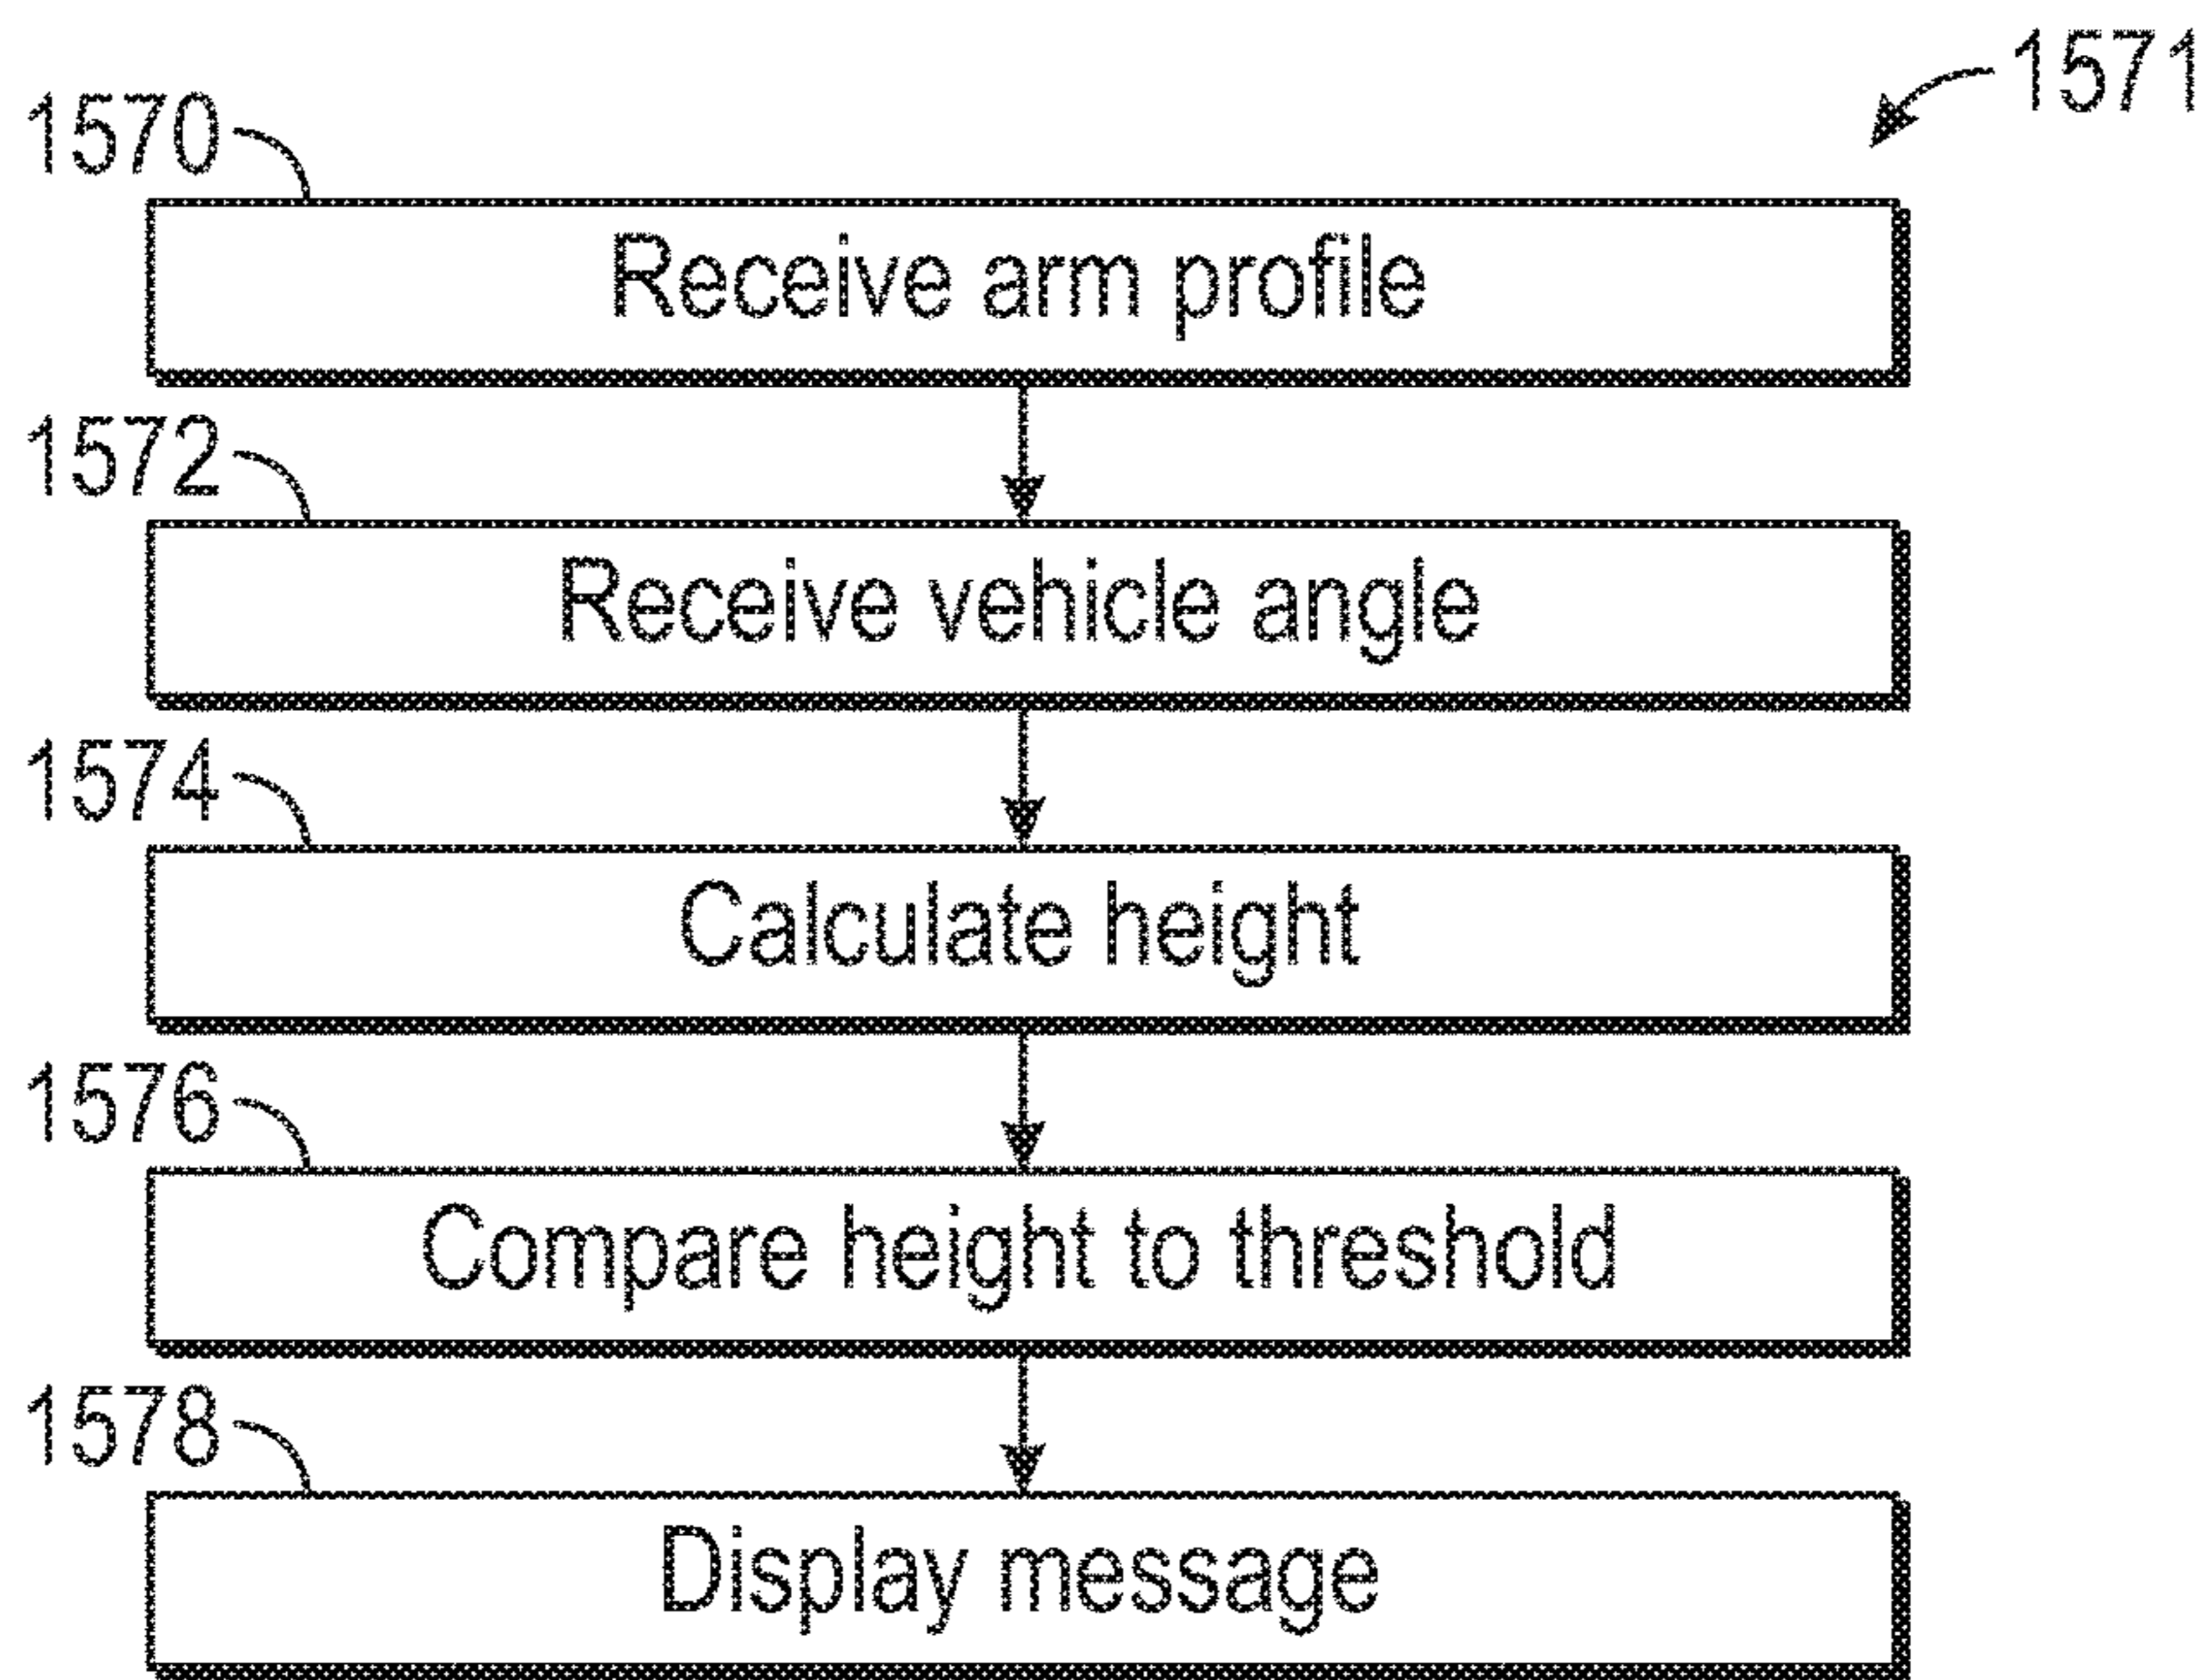 1571
1570
Receive arm profile
1572
Receive vehicle angle
1574
Calculate height
1576
Compare height to threshold
1578
Display message